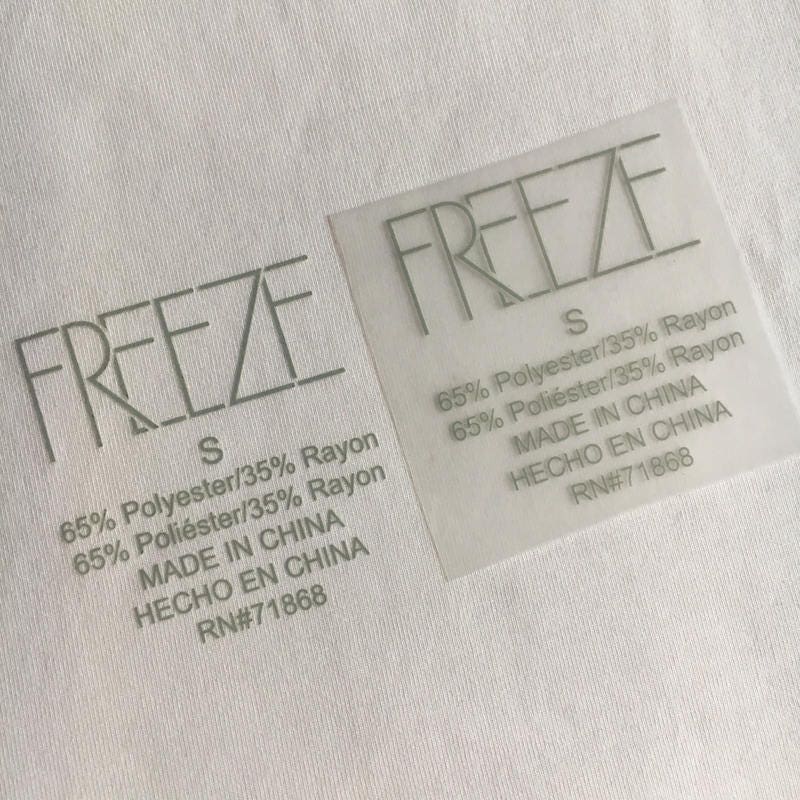 FREEZE
S
65% Polyester/35% Rayon
65% Poliéster/35% Rayon
MADE IN CHINA
HECHO EN CHINA
RN#71868
FREEZE
S
65% Polyester/35% Rayon
65% Poliéster/35% Rayon
MADE IN CHINA
HECHO EN CHINA
RN#71868